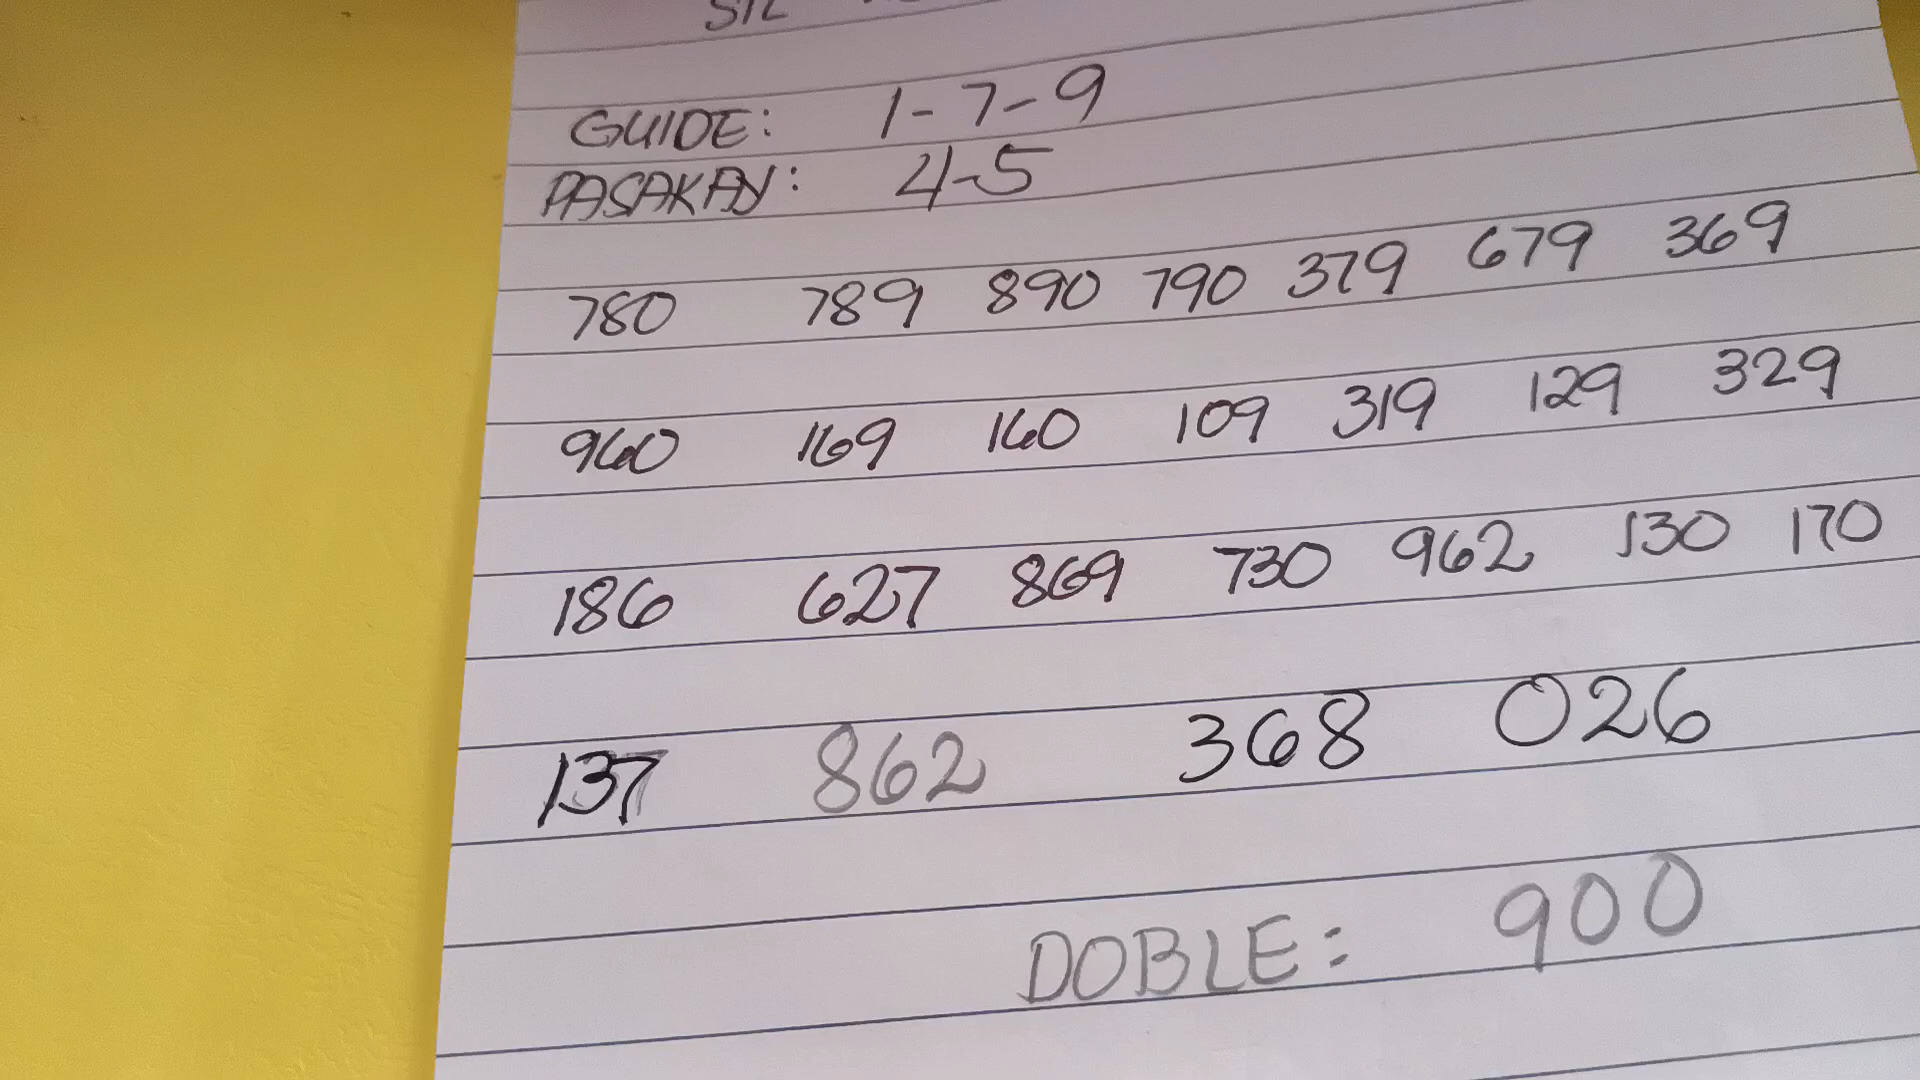 STL
GUIDE: 1-7-9
PASAKAY: 4-5
780 789 890 790 379 679 369
960 169 160 109 319 129 329
186 627 869 730 962 130 170
137 862 368 026
DOBLE: 900